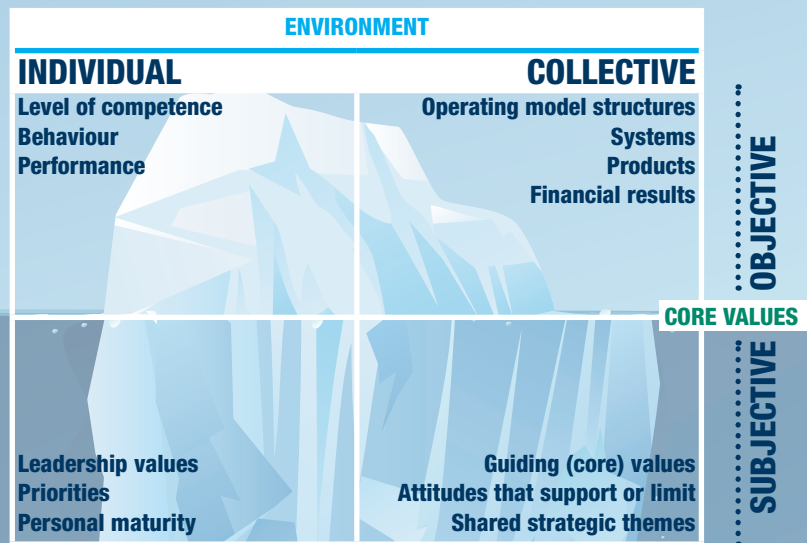 ENVIRONMENT
INDIVIDUAL
COLLECTIVE
Level of competence
Behaviour
Performance
Operating model structures
Systems
Products
Financial results
OBJECTIVE
CORE VALUES
SUBJECTIVE
Leadership values
Priorities
Personal maturity
Guiding (core) values
Attitudes that support or limit
Shared strategic themes